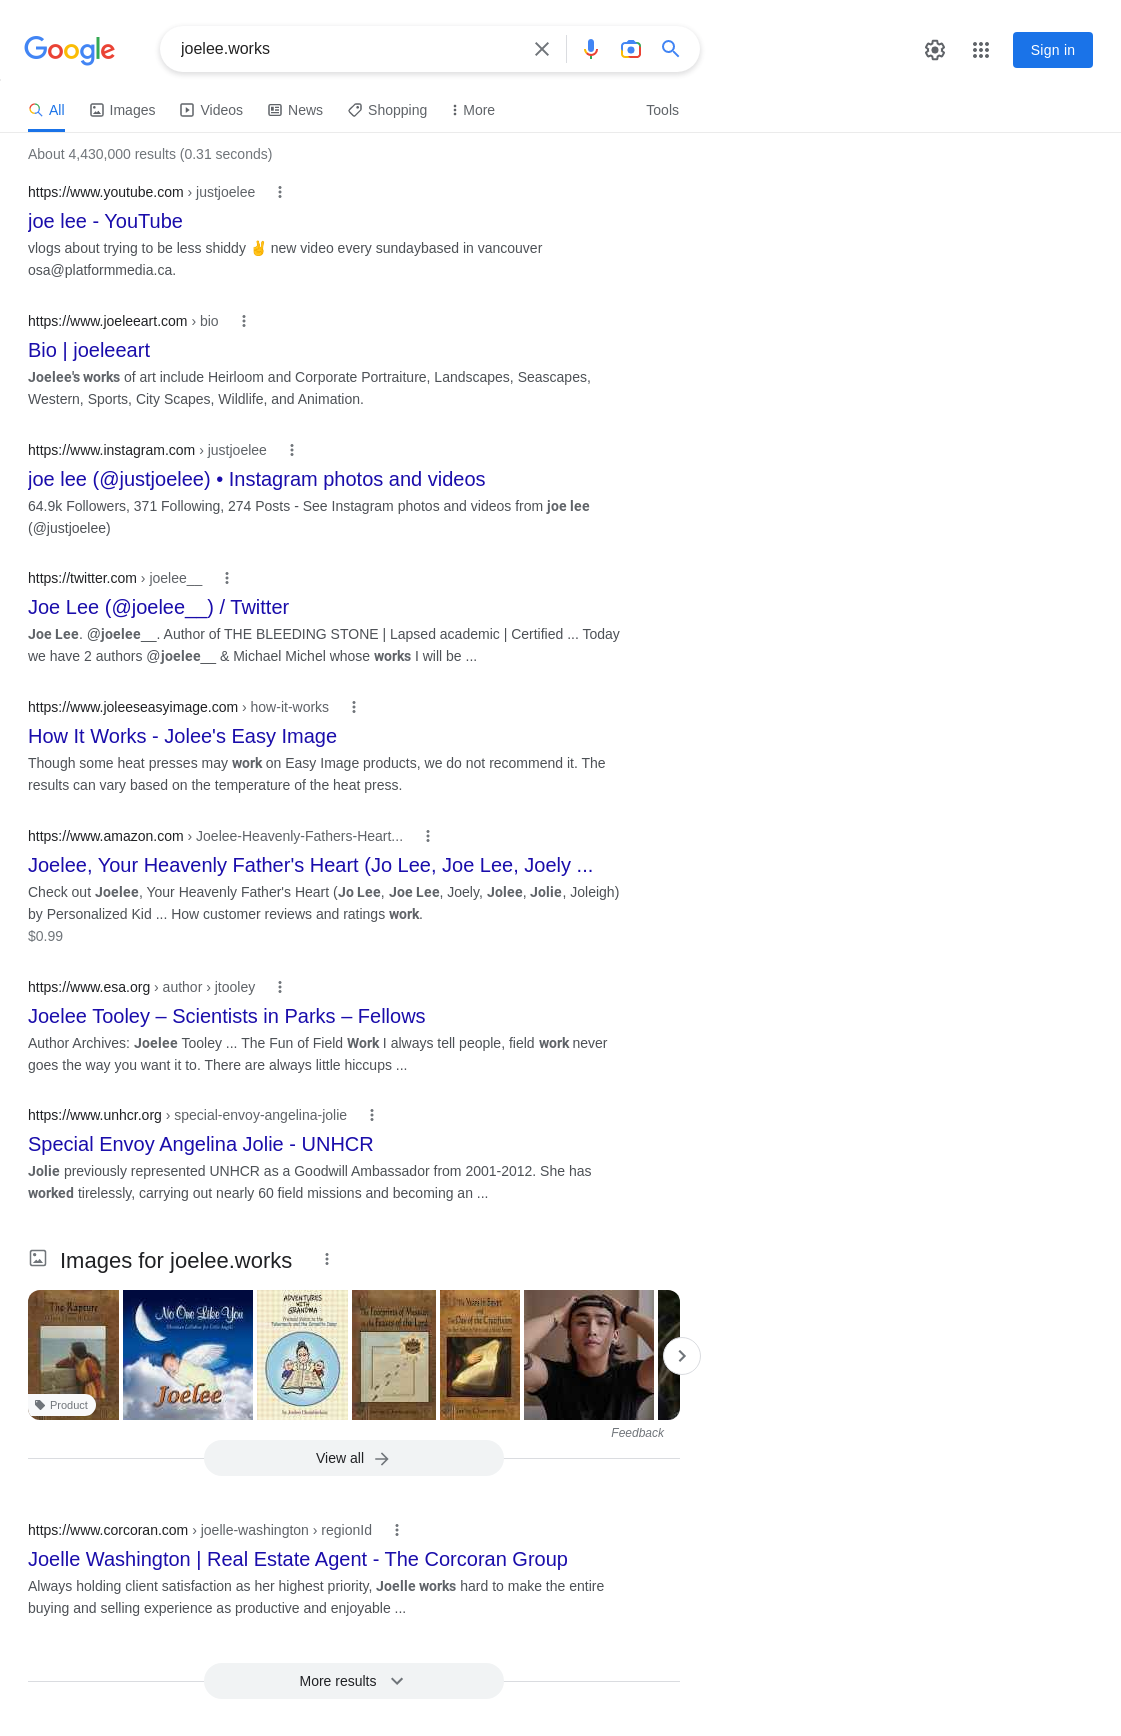 Google
joelee.works
Sign in
All
Images
Videos
News
Shopping
More
Tools
About 4,430,000 results (0.31 seconds)
https://www.youtube.com › justjoelee
joe lee - YouTube
vlogs about trying to be less shiddy ✌️ new video every sundaybased in vancouver
osa@platformmedia.ca.
https://www.joeleeart.com › bio
Bio | joeleeart
Joelee's works of art include Heirloom and Corporate Portraiture, Landscapes, Seascapes,
Western, Sports, City Scapes, Wildlife, and Animation.
https://www.instagram.com › justjoelee
joe lee (@justjoelee) • Instagram photos and videos
64.9k Followers, 371 Following, 274 Posts - See Instagram photos and videos from joe lee
(@justjoelee)
https://twitter.com › joelee__
Joe Lee (@joelee__) / Twitter
Joe Lee. @joelee__. Author of THE BLEEDING STONE | Lapsed academic | Certified ... Today
we have 2 authors @joelee__ & Michael Michel whose works I will be ...
https://www.joleeseasyimage.com › how-it-works
How It Works - Jolee's Easy Image
Though some heat presses may work on Easy Image products, we do not recommend it. The
results can vary based on the temperature of the heat press.
https://www.amazon.com › Joelee-Heavenly-Fathers-Heart...
Joelee, Your Heavenly Father's Heart (Jo Lee, Joe Lee, Joely ...
Check out Joelee, Your Heavenly Father's Heart (Jo Lee, Joe Lee, Joely, Jolee, Jolie, Joleigh)
by Personalized Kid ... How customer reviews and ratings work.
$0.99
https://www.esa.org › author › jtooley
Joelee Tooley – Scientists in Parks – Fellows
Author Archives: Joelee Tooley ... The Fun of Field Work I always tell people, field work never
goes the way you want it to. There are always little hiccups ...
https://www.unhcr.org › special-envoy-angelina-jolie
Special Envoy Angelina Jolie - UNHCR
Jolie previously represented UNHCR as a Goodwill Ambassador from 2001-2012. She has
worked tirelessly, carrying out nearly 60 field missions and becoming an ...
Images for joelee.works
The Rapture
No One Like You
Joelee
ADVENTURES
WITH
GRANDMA
The Footprints of Messiah
in the Feasts of the Lord
The Day of the Crucifixion
Product
Feedback
View all
https://www.corcoran.com › joelle-washington › regionId
Joelle Washington | Real Estate Agent - The Corcoran Group
Always holding client satisfaction as her highest priority, Joelle works hard to make the entire
buying and selling experience as productive and enjoyable ...
More results